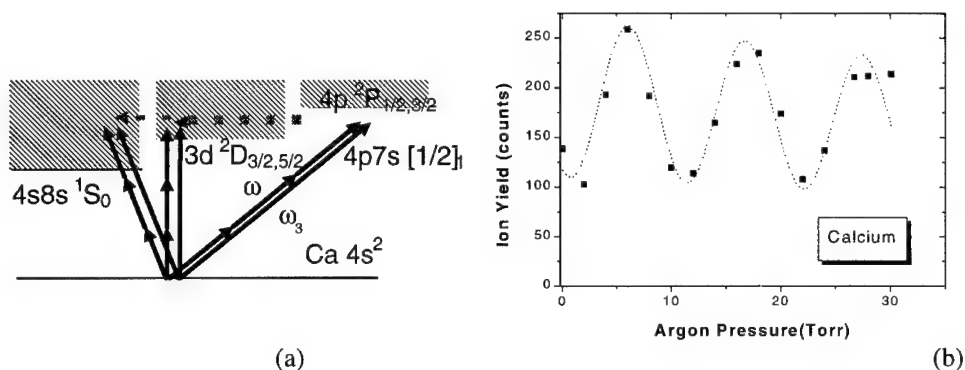 4p ²P₁/₂,₃/₂
3d ²D₃/₂,₅/₂
4p7s [1/2]₁
4s8s ¹S₀
ω
ω₃
Ca 4s²
(a)
Ion Yield (counts)
250
200
150
100
50
0
Calcium
0
10
20
30
Argon Pressure(Torr)
(b)